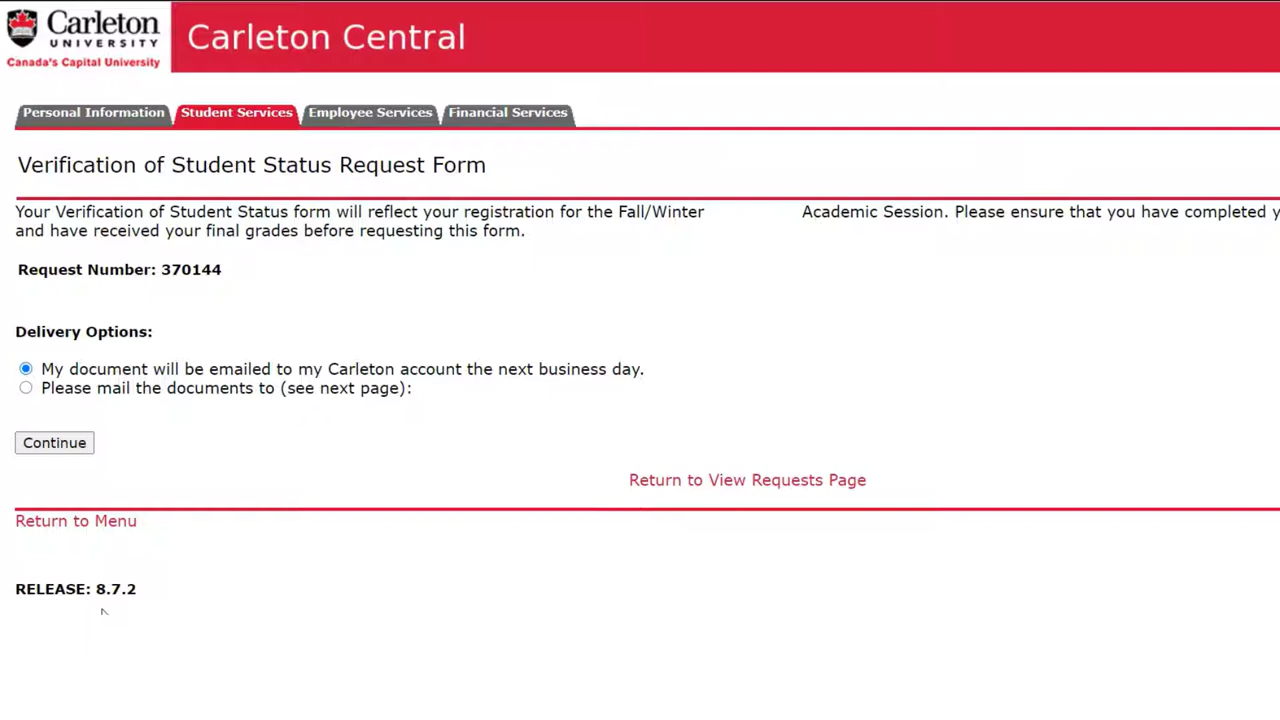 Carleton
UNIVERSITY
Canada's Capital University
Carleton Central
Personal Information Student Services Employee Services Financial Services
Verification of Student Status Request Form
Your Verification of Student Status form will reflect your registration for the Fall/Winter Academic Session. Please ensure that you have completed y
and have received your final grades before requesting this form.
Request Number: 370144
Delivery Options:
My document will be emailed to my Carleton account the next business day.
Please mail the documents to (see next page):
Continue
Return to View Requests Page
Return to Menu
RELEASE: 8.7.2